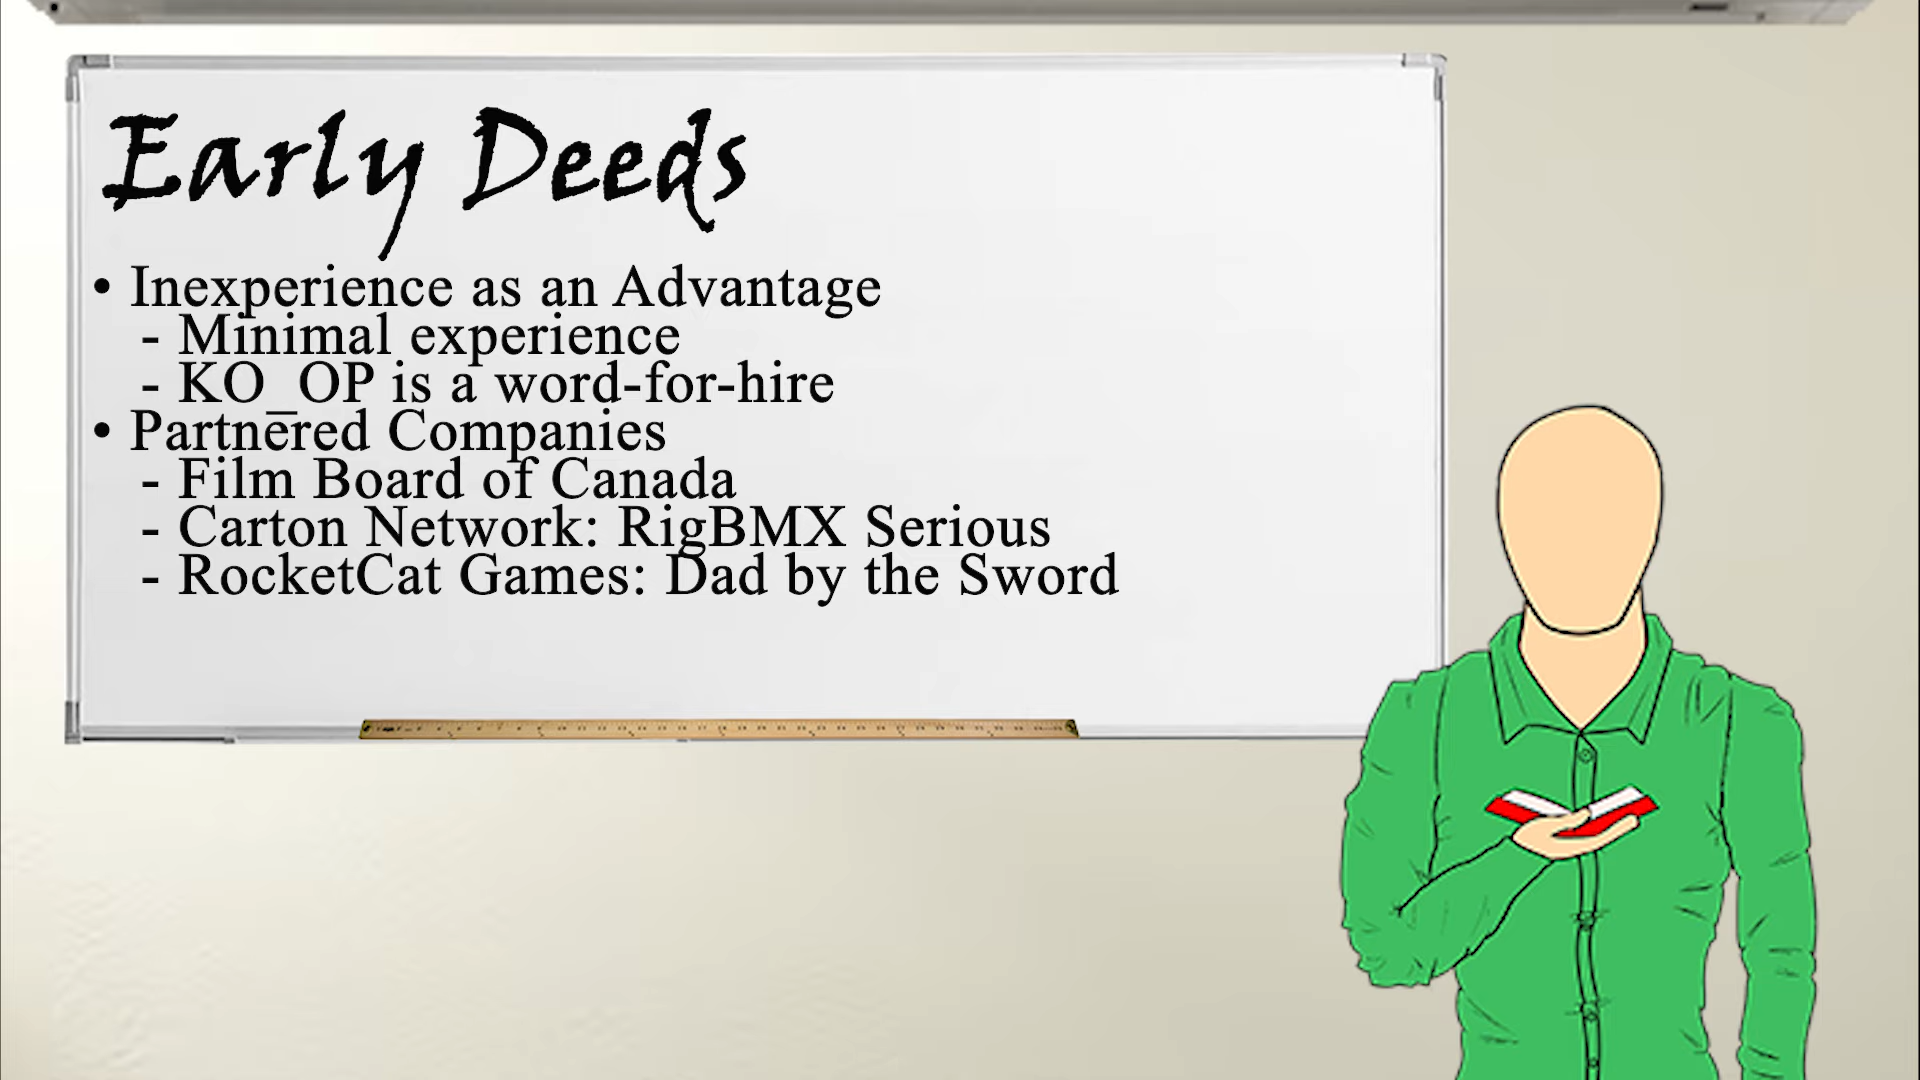 Early Deeds
• Inexperience as an Advantage
- Minimal experience
- KO_OP is a word-for-hire
• Partnered Companies
- Film Board of Canada
- Carton Network: RigBMX Serious
- RocketCat Games: Dad by the Sword